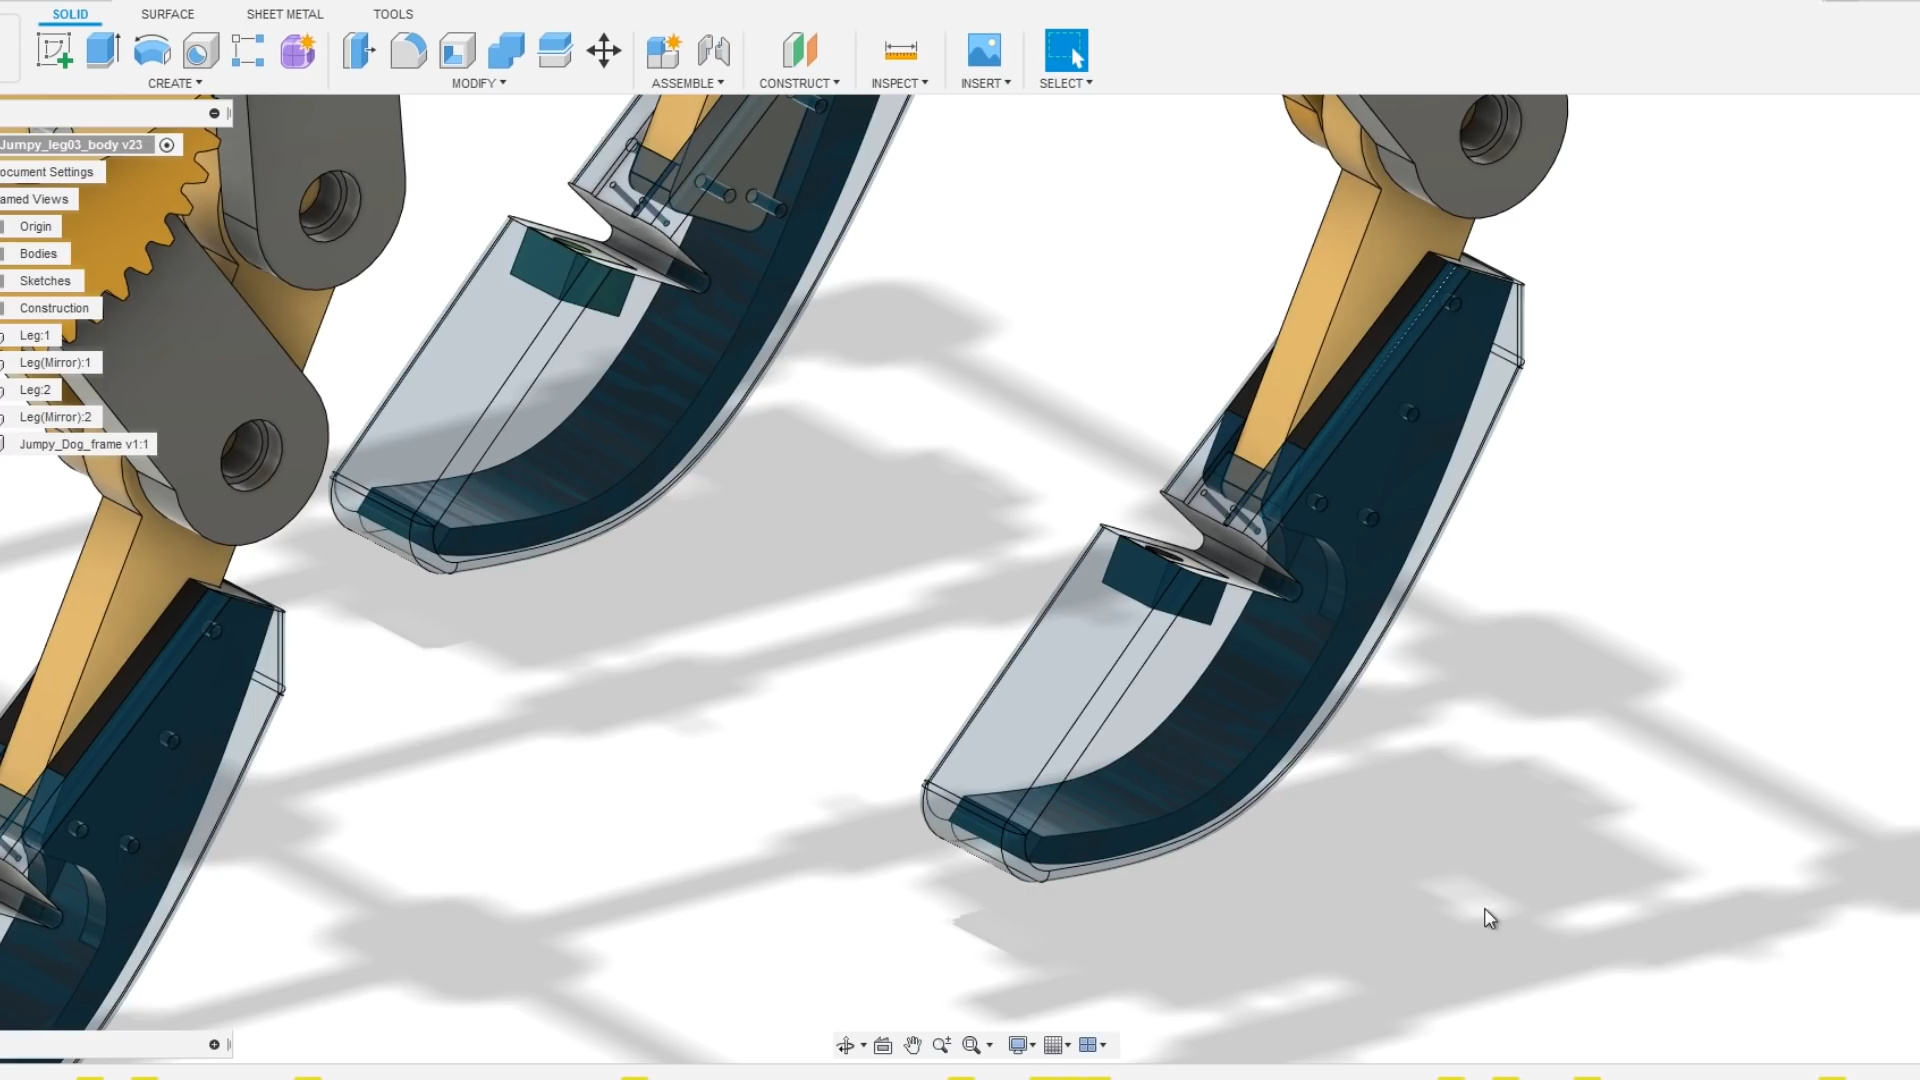 SOLID SURFACE SHEET METAL TOOLS
CREATE MODIFY ASSEMBLE CONSTRUCT INSPECT INSERT SELECT
Jumpy_leg03_body v23
ocument Settings
amed Views
Origin
Bodies
Sketches
Construction
Leg:1
Leg(Mirror):1
Leg:2
Leg(Mirror):2
Jumpy_Dog_frame v1:1